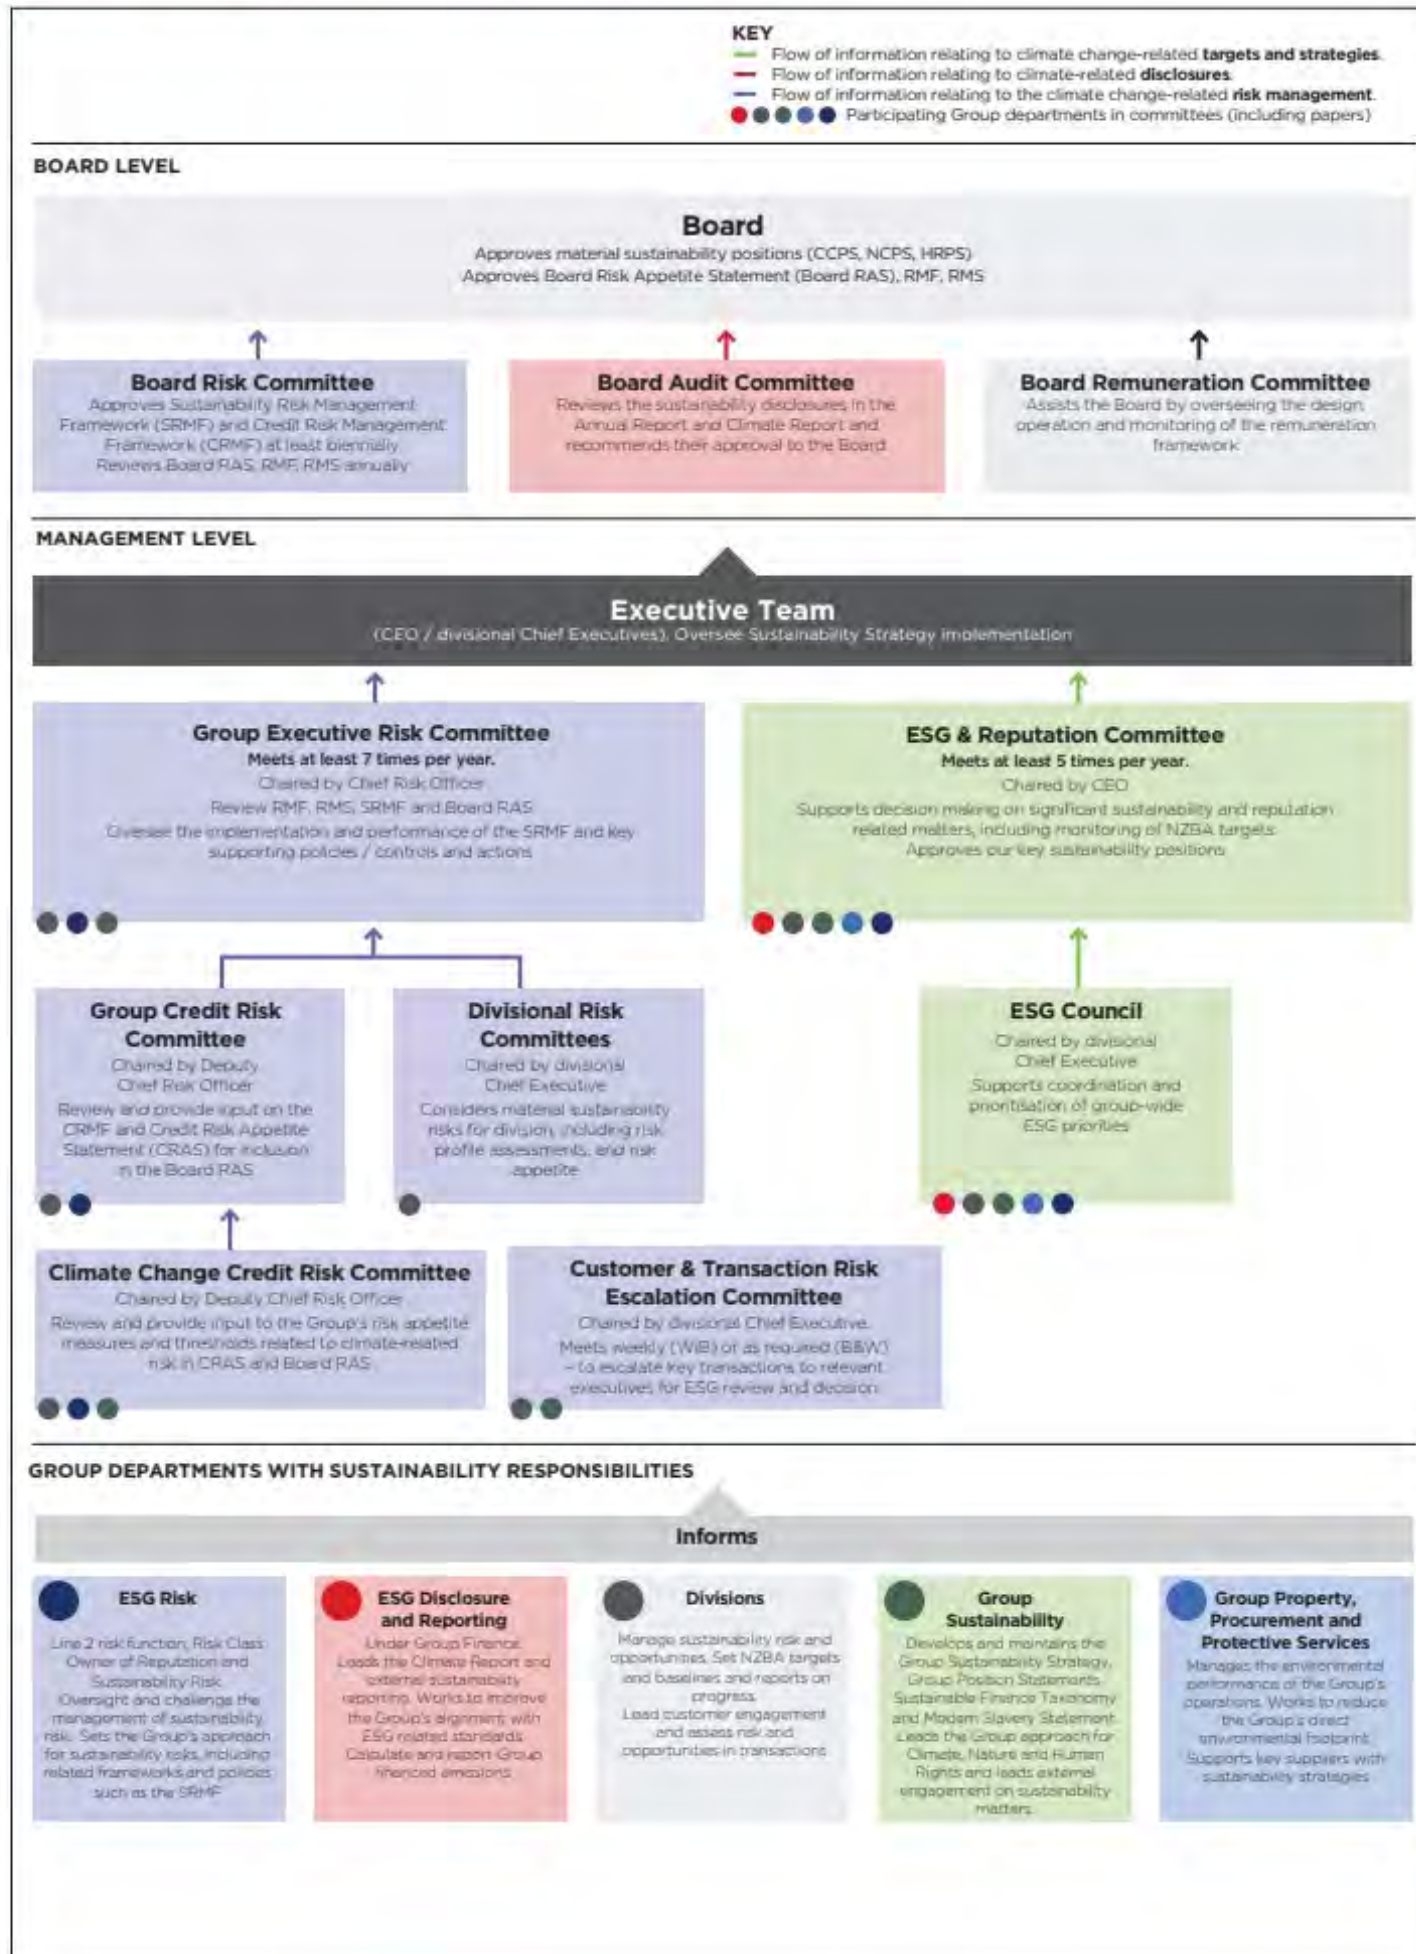 KEY
Flow of information relating to climate change-related targets and strategies.
Flow of information relating to climate-related disclosures.
Flow of information relating to the climate change-related risk management.
Participating Group departments in committees (including papers)
BOARD LEVEL
Board
Approves material sustainability positions (CCPS, NCPS, HRPS)
Approves Board Risk Appetite Statement (Board RAS), RMF, RMS
Board Risk Committee
Approves Sustainability Risk Management
Framework (SRMF) and Credit Risk Management
Framework (CRMF) at least biennially
Reviews Board RAS, RMF, RMS annually
Board Audit Committee
Reviews the sustainability disclosures in the
Annual Report and Climate Report and
recommends their approval to the Board
Board Remuneration Committee
Assists the Board by overseeing the design,
operation and monitoring of the remuneration
framework
MANAGEMENT LEVEL
Executive Team
(CEO / divisional Chief Executives). Oversee Sustainability Strategy implementation
Group Executive Risk Committee
Meets at least 7 times per year.
Chaired by Chief Risk Officer
Review RMF, RMS, SRMF and Board RAS
Oversee the implementation and performance of the SRMF and key
supporting policies / controls and actions
ESG & Reputation Committee
Meets at least 5 times per year.
Chaired by CEO
Supports decision making on significant sustainability and reputation
related matters, including monitoring of NZBA targets
Approves our key sustainability positions
Group Credit Risk
Committee
Chaired by Deputy
Chief Risk Officer
Review and provide input on the
CRMF and Credit Risk Appetite
Statement (CRAS) for inclusion
in the Board RAS
Divisional Risk
Committees
Chaired by divisional
Chief Executive
Considers material sustainability
risks for division, including risk
profile assessments, and risk
appetite
ESG Council
Chaired by divisional
Chief Executive
Supports coordination and
prioritisation of group-wide
ESG priorities
Climate Change Credit Risk Committee
Chaired by Deputy Chief Risk Officer
Review and provide input to the Group's risk appetite
measures and thresholds related to climate-related
risk in CRAS and Board RAS
Customer & Transaction Risk
Escalation Committee
Chaired by divisional Chief Executive.
Meets weekly (WIB) or as required (B&W)
– to escalate key transactions to relevant
executives for ESG review and decision
GROUP DEPARTMENTS WITH SUSTAINABILITY RESPONSIBILITIES
Informs
ESG Risk
Line 2 risk function, Risk Class
Owner of Reputation and
Sustainability Risk
Oversight and challenge the
management of sustainability
risk. Sets the Group's approach
for sustainability risks, including
related frameworks and policies
such as the SRMF
ESG Disclosure
and Reporting
Under Group Finance.
Leads the Climate Report and
external sustainability
reporting. Works to improve
the Group's alignment with
ESG related standards
Calculate and report Group
financed emissions
Divisions
Manage sustainability risk and
opportunities. Set NZBA targets
and baselines and reports on
progress.
Lead customer engagement
and assess risk and
opportunities in transactions
Group
Sustainability
Develops and maintains the
Group Sustainability Strategy,
Group Position Statements
Sustainable Finance Taxonomy
and Modern Slavery Statement
Leads the Group approach for
Climate, Nature and Human
Rights and leads external
engagement on sustainability
matters.
Group Property,
Procurement and
Protective Services
Manages the environmental
performance of the Group's
operations. Works to reduce
the Group's direct
environmental footprint
Supports key suppliers with
sustainability strategies